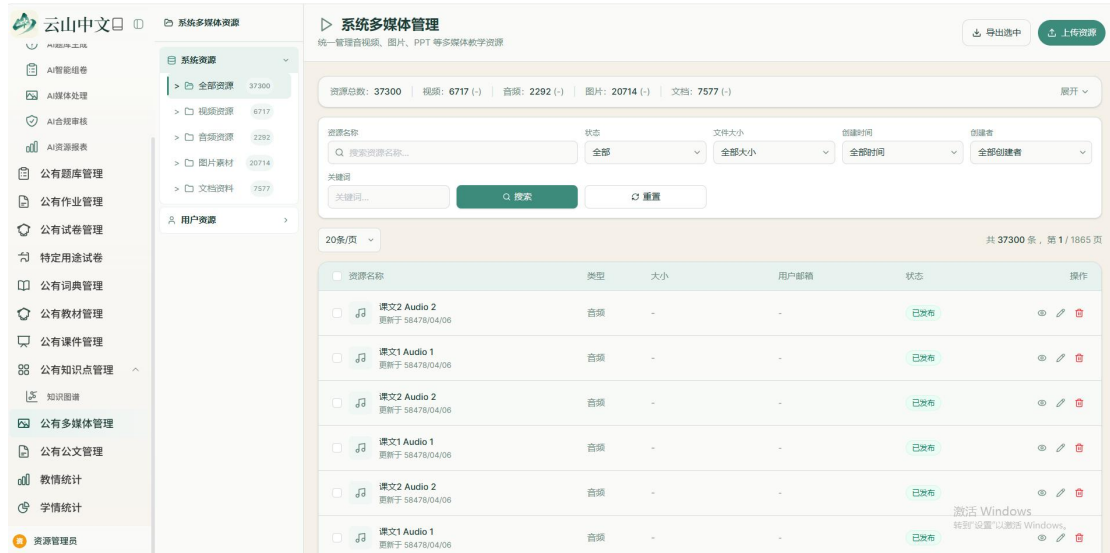 云山中文
AI题库生成
AI智能组卷
AI媒体处理
AI合规审核
AI资源报表
公有题库管理
公有作业管理
公有试卷管理
特定用途试卷
公有词典管理
公有教材管理
公有课件管理
公有知识点管理
知识图谱
公有多媒体管理
公有公文管理
教情统计
学情统计
资源管理员
系统多媒体资源
系统资源
> 全部资源 37300
> 视频资源 6717
> 音频资源 2292
> 图片素材 20714
> 文档资料 7577
用户资源
系统多媒体管理
统一管理音视频、图片、PPT 等多媒体教学资源
导出选中 上传资源
资源总数: 37300 视频: 6717 (-) 音频: 2292 (-) 图片: 20714 (-) 文档: 7577 (-) 展开
资源名称 状态 文件大小 创建时间 创建者
搜索资源名称... 全部 全部大小 全部时间 全部创建者
关键词
关键词... 搜索 重置
20条/页 共 37300 条，第 1 / 1865 页
资源名称 类型 大小 用户邮箱 状态 操作
课文2 Audio 2
更新于 58478/04/06
音频 - - 已发布
课文1 Audio 1
更新于 58478/04/06
音频 - - 已发布
课文2 Audio 2
更新于 58478/04/06
音频 - - 已发布
课文1 Audio 1
更新于 58478/04/06
音频 - - 已发布
课文2 Audio 2
更新于 58478/04/06
音频 - - 已发布
课文1 Audio 1
更新于 58478/04/06
音频 - - 已发布
激活 Windows
转到"设置"以激活 Windows。